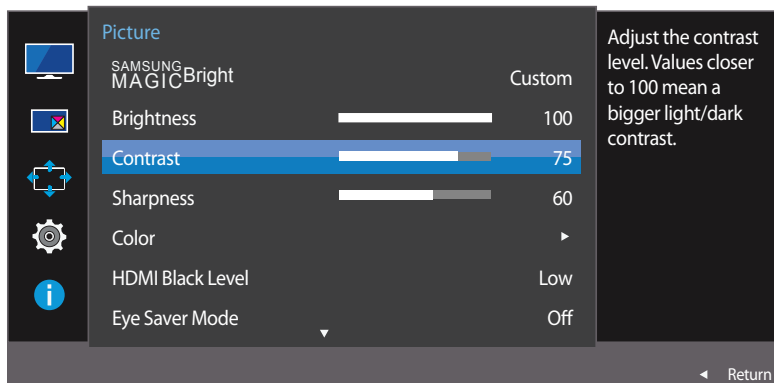 Picture
SAMSUNG
MAGICBright Custom
Brightness 100
Contrast 75
Sharpness 60
Color ►
HDMI Black Level Low
Eye Saver Mode Off
▼
Adjust the contrast
level. Values closer
to 100 mean a
bigger light/dark
contrast.
◄ Return